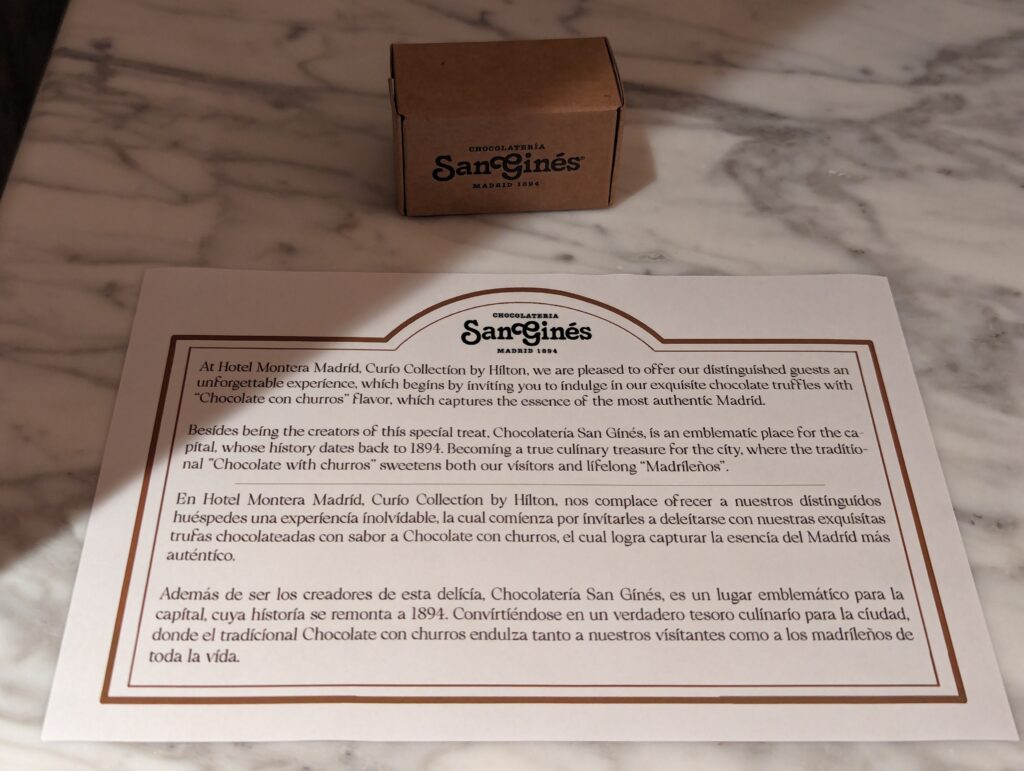 CHOCOLATERÍA
San Ginés
MADRID 1894
CHOCOLATERIA
San Ginés
MADRID 1894
At Hotel Montera Madrid, Curio Collection by Hilton, we are pleased to offer our distinguished guests an
unforgettable experience, which begins by inviting you to indulge in our exquisite chocolate truffles with
"Chocolate con churros" flavor, which captures the essence of the most authentic Madrid.
Besides being the creators of this special treat, Chocolatería San Ginés, is an emblematic place for the ca-
pital, whose history dates back to 1894. Becoming a true culinary treasure for the city, where the traditio-
nal "Chocolate with churros" sweetens both our visitors and lifelong "Madrileños".
En Hotel Montera Madrid, Curio Collection by Hilton, nos complace ofrecer a nuestros distinguidos
huéspedes una experiencia inolvidable, la cual comienza por invitarles a deleitarse con nuestras exquisitas
trufas chocolateadas con sabor a Chocolate con churros, el cual logra capturar la esencia del Madrid más
auténtico.
Además de ser los creadores de esta delicia, Chocolatería San Ginés, es un lugar emblemático para la
capital, cuya historia se remonta a 1894. Convirtiéndose en un verdadero tesoro culinario para la ciudad,
donde el tradicional Chocolate con churros endulza tanto a nuestros visitantes como a los madrileños de
toda la vida.